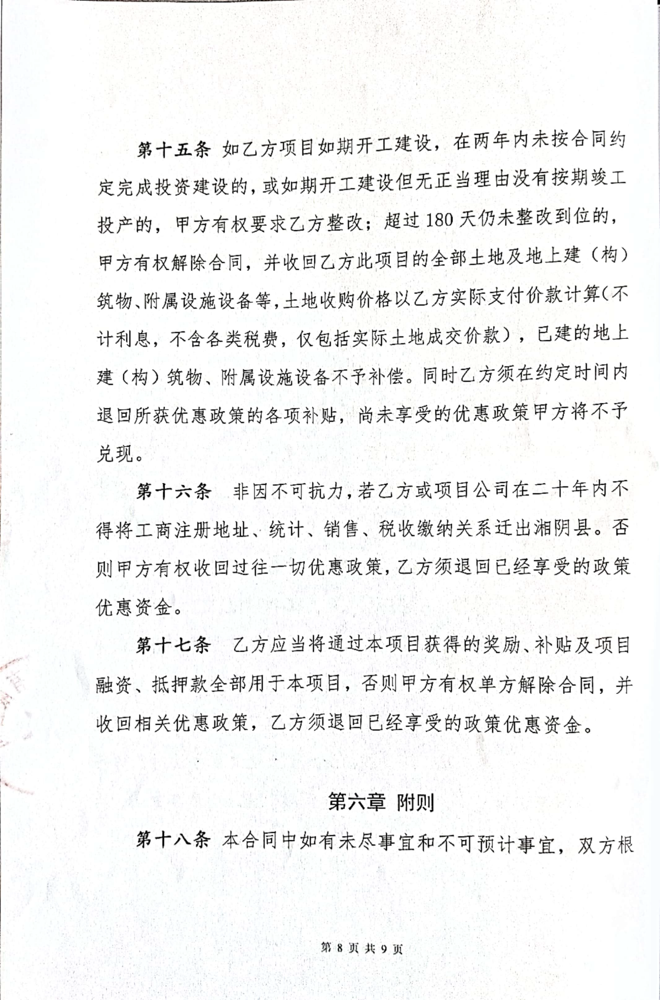 第十五条 如乙方项目如期开工建设，在两年内未按合同约
定完成投资建设的，或如期开工建设但无正当理由没有按期竣工
投产的，甲方有权要求乙方整改；超过 180 天仍未整改到位的，
甲方有权解除合同，并收回乙方此项目的全部土地及地上建（构）
筑物、附属设施设备等，土地收购价格以乙方实际支付价款计算（不
计利息，不含各类税费，仅包括实际土地成交价款），已建的地上
建（构）筑物、附属设施设备不予补偿。同时乙方须在约定时间内
退回所获优惠政策的各项补贴，尚未享受的优惠政策甲方将不予
兑现。
第十六条 非因不可抗力，若乙方或项目公司在二十年内不
得将工商注册地址、统计、销售、税收缴纳关系迁出湘阴县。否
则甲方有权收回过往一切优惠政策，乙方须退回已经享受的政策
优惠资金。
第十七条 乙方应当将通过本项目获得的奖励、补贴及项目
融资、抵押款全部用于本项目，否则甲方有权单方解除合同，并
收回相关优惠政策，乙方须退回已经享受的政策优惠资金。
第六章 附则
第十八条 本合同中如有未尽事宜和不可预计事宜，双方根
第 8 页 共 9 页